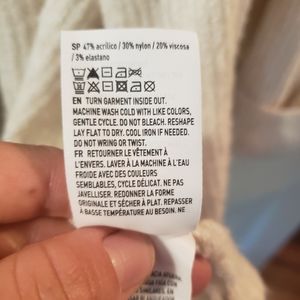 SP 47% acrílico / 30% nylon / 20% viscosa
/ 3% elastano
EN TURN GARMENT INSIDE OUT.
MACHINE WASH COLD WITH LIKE COLORS,
GENTLE CYCLE. DO NOT BLEACH. RESHAPE
LAY FLAT TO DRY. COOL IRON IF NEEDED.
DO NOT WRING OR TWIST.
FR RETOURNER LE VÊTEMENT À
L'ENVERS. LAVER À LA MACHINE À L'EAU
FROIDE AVEC DES COULEURS
SEMBLABLES, CYCLE DÉLICAT. NE PAS
JAVELLISER. REDONNER LA FORME
ORIGINALE ET SÉCHER À PLAT. REPASSER
À BASSE TEMPÉRATURE AU BESOIN. NE